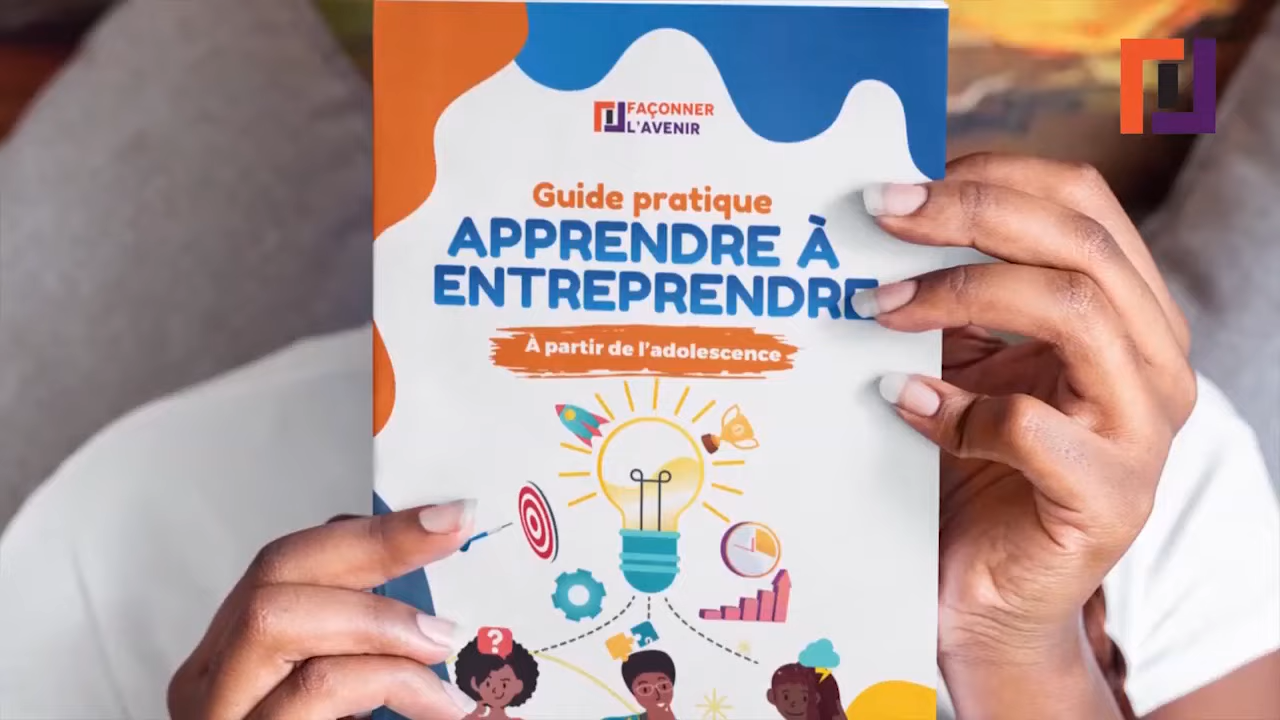 FAÇONNER
L'AVENIR
Guide pratique
APPRENDRE À
ENTREPRENDRE
À partir de l'adolescence
?